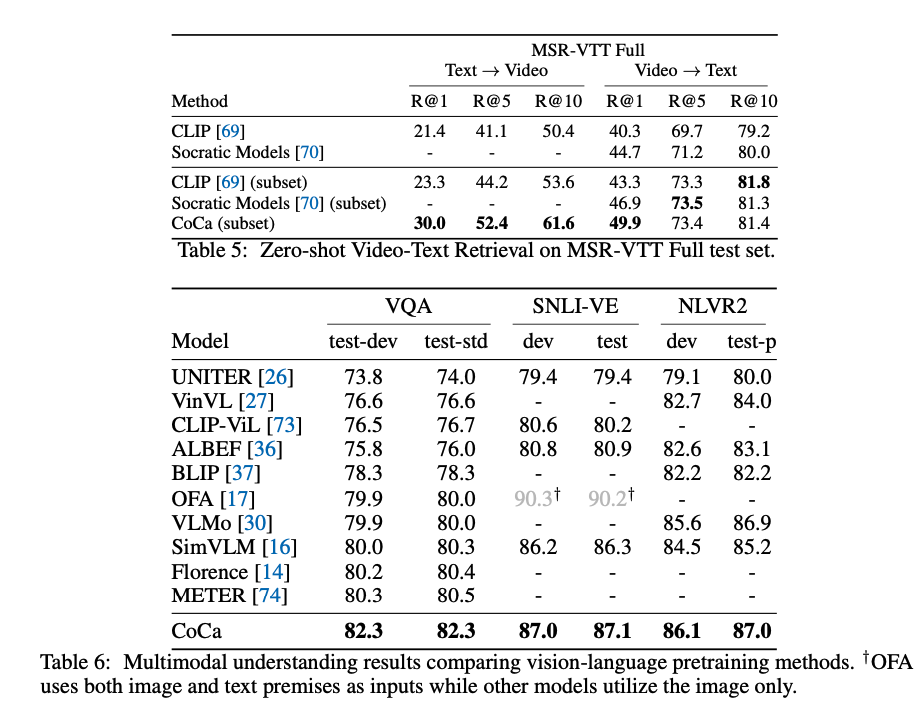 MSR-VTT Full
Text → Video Video → Text
Method R@1 R@5 R@10 R@1 R@5 R@10
CLIP [69] 21.4 41.1 50.4 40.3 69.7 79.2
Socratic Models [70] - - - 44.7 71.2 80.0
CLIP [69] (subset) 23.3 44.2 53.6 43.3 73.3 81.8
Socratic Models [70] (subset) - - - 46.9 73.5 81.3
CoCa (subset) 30.0 52.4 61.6 49.9 73.4 81.4
Table 5: Zero-shot Video-Text Retrieval on MSR-VTT Full test set.
VQA SNLI-VE NLVR2
Model test-dev test-std dev test dev test-p
UNITER [26] 73.8 74.0 79.4 79.4 79.1 80.0
VinVL [27] 76.6 76.6 - - 82.7 84.0
CLIP-ViL [73] 76.5 76.7 80.6 80.2 - -
ALBEF [36] 75.8 76.0 80.8 80.9 82.6 83.1
BLIP [37] 78.3 78.3 - - 82.2 82.2
OFA [17] 79.9 80.0 90.3† 90.2† - -
VLMo [30] 79.9 80.0 - - 85.6 86.9
SimVLM [16] 80.0 80.3 86.2 86.3 84.5 85.2
Florence [14] 80.2 80.4 - - - -
METER [74] 80.3 80.5 - - - -
CoCa 82.3 82.3 87.0 87.1 86.1 87.0
Table 6: Multimodal understanding results comparing vision-language pretraining methods. †OFA
uses both image and text premises as inputs while other models utilize the image only.